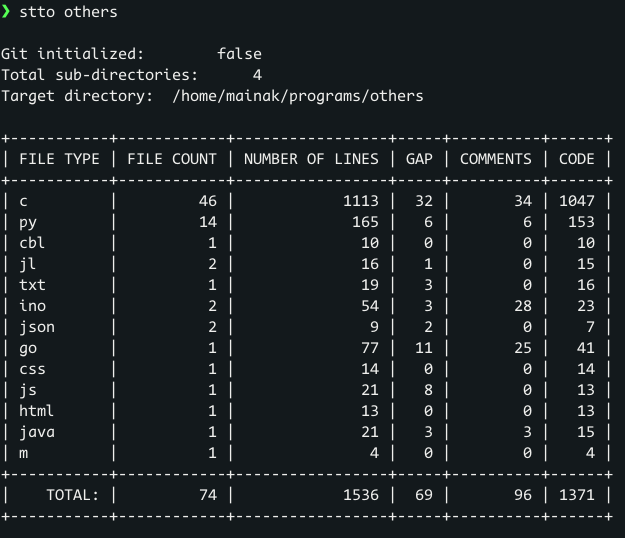 ❯ stto others
Git initialized:        false
Total sub-directories:      4
Target directory:  /home/mainak/programs/others
+-----------+------------+-----------------+-----+----------+------+
| FILE TYPE | FILE COUNT | NUMBER OF LINES | GAP | COMMENTS | CODE |
+-----------+------------+-----------------+-----+----------+------+
| c         |         46 |            1113 |  32 |       34 | 1047 |
| py        |         14 |             165 |   6 |        6 |  153 |
| cbl       |          1 |              10 |   0 |        0 |   10 |
| jl        |          2 |              16 |   1 |        0 |   15 |
| txt       |          1 |              19 |   3 |        0 |   16 |
| ino       |          2 |              54 |   3 |       28 |   23 |
| json      |          2 |               9 |   2 |        0 |    7 |
| go        |          1 |              77 |  11 |       25 |   41 |
| css       |          1 |              14 |   0 |        0 |   14 |
| js        |          1 |              21 |   8 |        0 |   13 |
| html      |          1 |              13 |   0 |        0 |   13 |
| java      |          1 |              21 |   3 |        3 |   15 |
| m         |          1 |               4 |   0 |        0 |    4 |
+-----------+------------+-----------------+-----+----------+------+
|    TOTAL: |         74 |            1536 |  69 |       96 | 1371 |
+-----------+------------+-----------------+-----+----------+------+